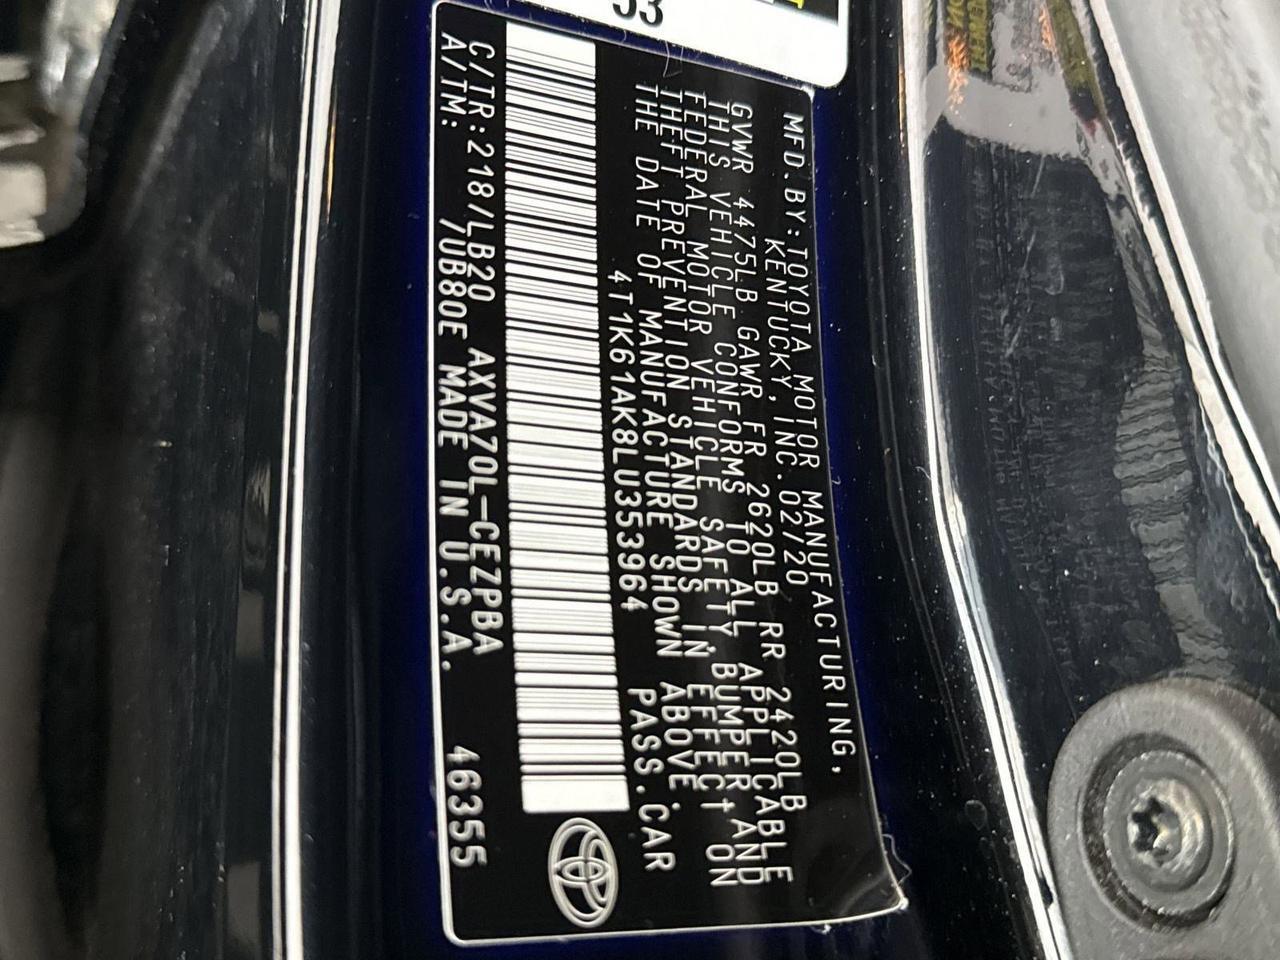 53
MFD.BY:TOYOTA MOTOR MANUFACTURING,
KENTUCKY,INC.02/20
GVWR 4475LB GAWR FR 2620LB RR 2420LB
THIS VEHICLE CONFORMS TO ALL APPLICABLE
FEDERAL MOTOR VEHICLE SAFETY,BUMPER,AND
THEFT PREVENTION STANDARDS IN EFFECT ON
THE DATE OF MANUFACTURE SHOWN ABOVE.
4T1K61AK8LU353964 PASS.CAR
C/TR:218/LB20 AXVA70L-CEZPBA
A/TM: /UB80E MADE IN U.S.A. 46355